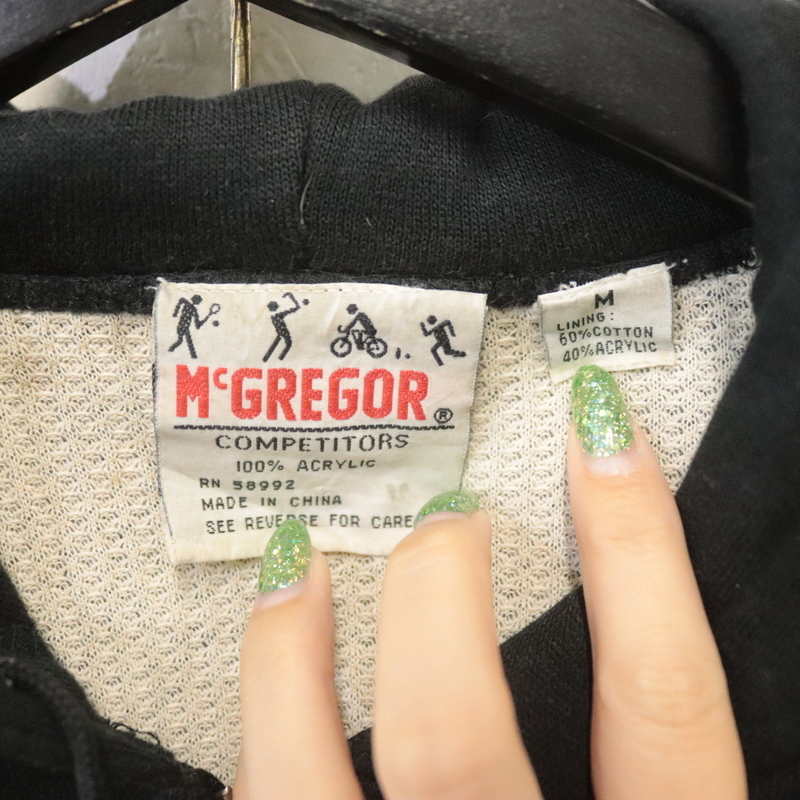 McGREGOR®
COMPETITORS
100% ACRYLIC
RN 58992
MADE IN CHINA
SEE REVERSE FOR CARE
M
LINING:
60%COTTON
40%ACRYLIC